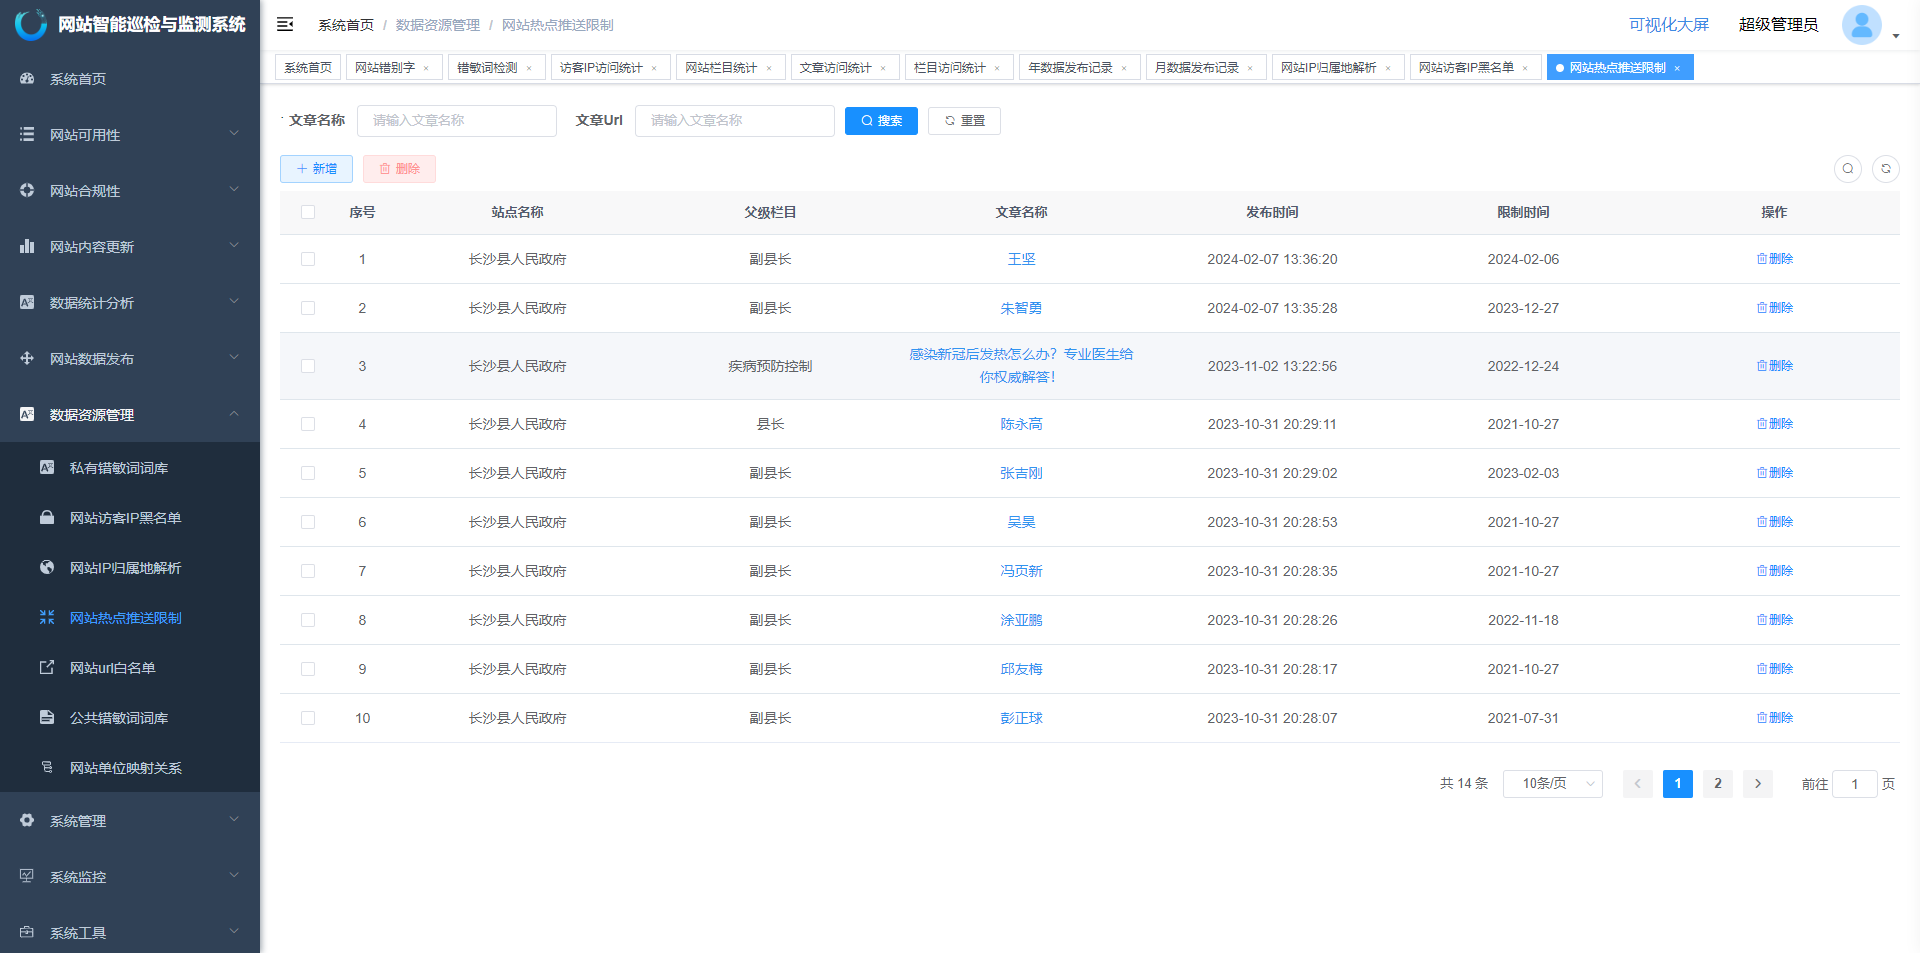 网站智能巡检与监测系统
系统首页 / 数据资源管理 / 网站热点推送限制
可视化大屏
超级管理员
系统首页
网站错别字 ×
错敏词检测 ×
访客IP访问统计 ×
网站栏目统计 ×
文章访问统计 ×
栏目访问统计 ×
年数据发布记录 ×
月数据发布记录 ×
网站IP归属地解析 ×
网站访客IP黑名单 ×
网站热点推送限制 ×
系统首页
网站可用性
网站合规性
网站内容更新
数据统计分析
网站数据发布
数据资源管理
私有错敏词词库
网站访客IP黑名单
网站IP归属地解析
网站热点推送限制
网站url白名单
公共错敏词词库
网站单位映射关系
系统管理
系统监控
系统工具
文章名称 请输入文章名称 文章Url 请输入文章名称 搜索 重置
新增 删除
序号 站点名称 父级栏目 文章名称 发布时间 限制时间 操作
1 长沙县人民政府 副县长 王坚 2024-02-07 13:36:20 2024-02-06 删除
2 长沙县人民政府 副县长 朱智勇 2024-02-07 13:35:28 2023-12-27 删除
3 长沙县人民政府 疾病预防控制 感染新冠后发热怎么办？专业医生给
你权威解答！ 2023-11-02 13:22:56 2022-12-24 删除
4 长沙县人民政府 县长 陈永高 2023-10-31 20:29:11 2021-10-27 删除
5 长沙县人民政府 副县长 张吉刚 2023-10-31 20:29:02 2023-02-03 删除
6 长沙县人民政府 副县长 吴昊 2023-10-31 20:28:53 2021-10-27 删除
7 长沙县人民政府 副县长 冯页新 2023-10-31 20:28:35 2021-10-27 删除
8 长沙县人民政府 副县长 涂亚鹏 2023-10-31 20:28:26 2022-11-18 删除
9 长沙县人民政府 副县长 邱友梅 2023-10-31 20:28:17 2021-10-27 删除
10 长沙县人民政府 副县长 彭正球 2023-10-31 20:28:07 2021-07-31 删除
共 14 条 10条/页 1 2 前往 1 页